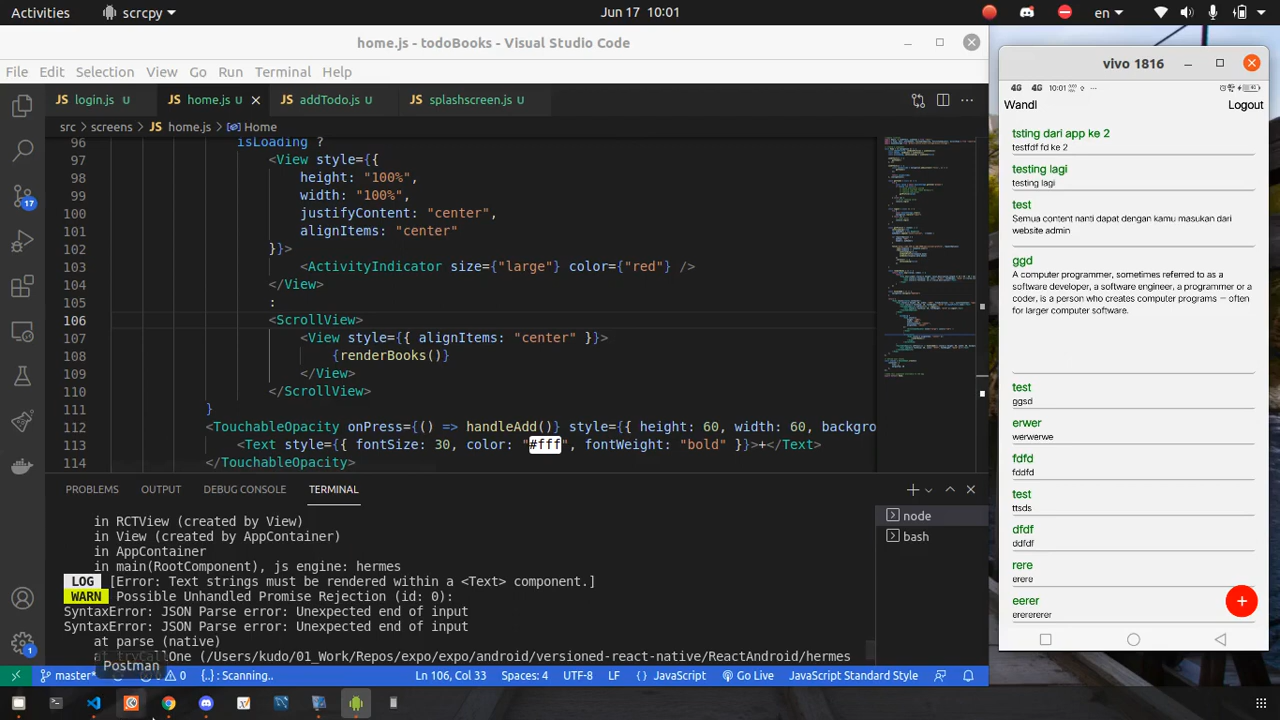 Activities scrcpy Jun 17 10:01 en
home.js - todoBooks - Visual Studio Code
File Edit Selection View Go Run Terminal Help
JS login.js JS home.js JS addTodo.js JS splashscreen.js
src > screens > JS home.js > Home
96 isLoading ?
97 <View style={{
98 height: "100%",
99 width: "100%",
100 justifyContent: "center",
101 alignItems: "center"
102 }}>
103 <ActivityIndicator size={"large"} color={"red"} />
104 </View>
105 :
106 <ScrollView>
107 <View style={{ alignItems: "center" }}>
108 {renderBooks()}
109 </View>
110 </ScrollView>
111 }
112 <TouchableOpacity onPress={() => handleAdd()} style={{ height: 60, width: 60, backgro
113 <Text style={{ fontSize: 30, color: "#fff", fontWeight: "bold" }}>+</Text>
114 </TouchableOpacity>
PROBLEMS OUTPUT DEBUG CONSOLE TERMINAL
in RCTView (created by View)
in View (created by AppContainer)
in AppContainer
in main(RootComponent), js engine: hermes
LOG [Error: Text strings must be rendered within a <Text> component.]
WARN Possible Unhandled Promise Rejection (id: 0):
SyntaxError: JSON Parse error: Unexpected end of input
SyntaxError: JSON Parse error: Unexpected end of input
at parse (native)
at tryCallOne (/Users/kudo/01_Work/Repos/expo/expo/android/versioned-react-native/ReactAndroid/hermes
node
bash
Postman
17
1
master* 0 {..} : Scanning.. Ln 106, Col 33 Spaces: 4 UTF-8 LF {} JavaScript Go Live JavaScript Standard Style
vivo 1816
4G 4G 10:01
Wandl Logout
tsting dari app ke 2
testfdf fd ke 2
testing lagi
testing lagi
test
Semua content nanti dapat dengan kamu masukan dari
website admin
ggd
A computer programmer, sometimes referred to as a
software developer, a software engineer, a programmer or a
coder, is a person who creates computer programs — often
for larger computer software.
test
ggsd
erwer
werwerwe
fdfd
fddfd
test
ttsds
dfdf
ddfdf
rere
erere
eerer
erererer
+